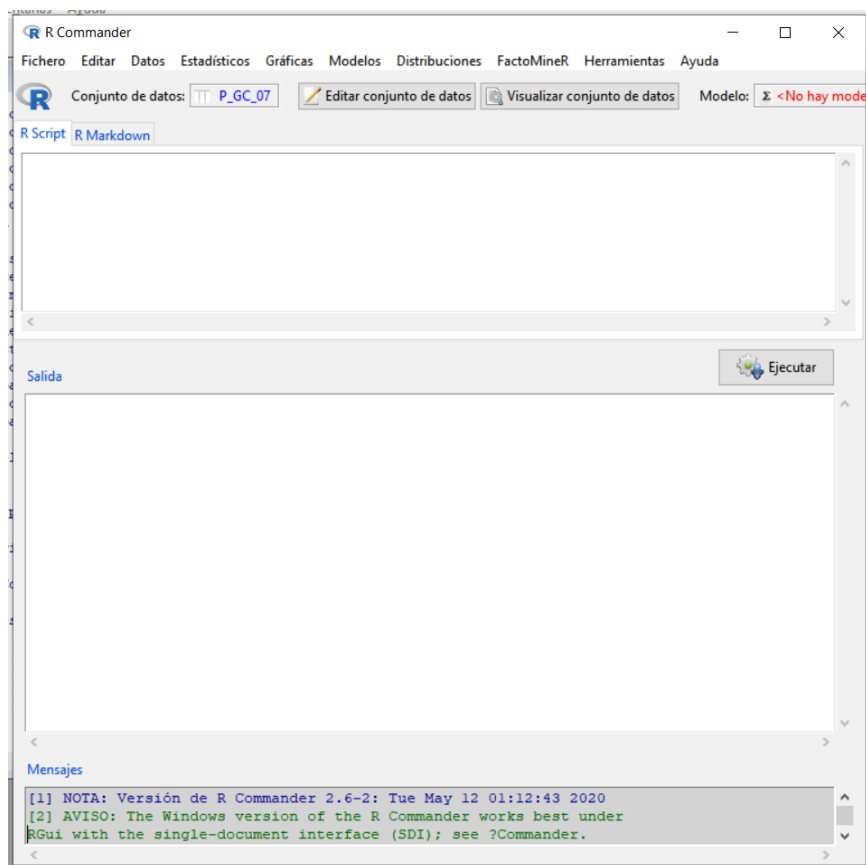 Ayuda
R Commander
Fichero Editar Datos Estadísticos Gráficas Modelos Distribuciones FactoMineR Herramientas Ayuda
R Conjunto de datos: P_GC_07 Editar conjunto de datos Visualizar conjunto de datos Modelo: Σ <No hay mode
R Script R Markdown
Ejecutar
Salida
Mensajes
[1] NOTA: Versión de R Commander 2.6-2: Tue May 12 01:12:43 2020
[2] AVISO: The Windows version of the R Commander works best under
RGui with the single-document interface (SDI); see ?Commander.